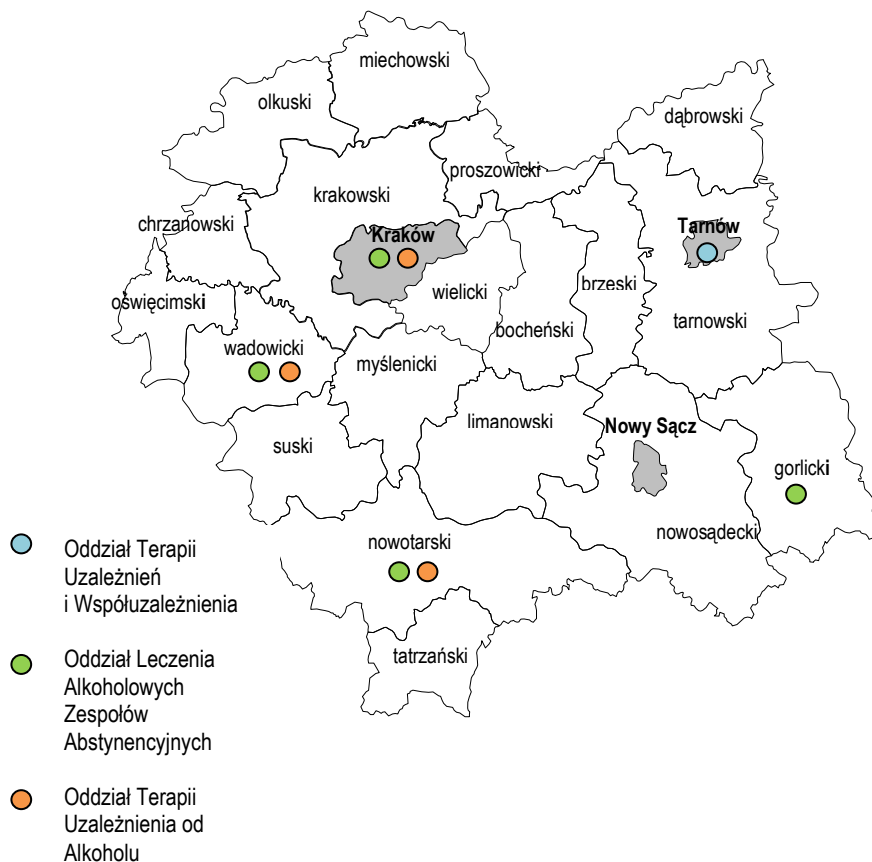 miechowski
olkuski
dąbrowski
proszowicki
krakowski
chrzanowski
Tarnów
Kraków
brzeski
wielicki
oświęcimski
tarnowski
bocheński
wadowicki
myślenicki
limanowski
Nowy Sącz
suski
gorlicki
nowosądecki
nowotarski
tatrzański
Oddział Terapii
Uzależnień
i Współuzależnienia
Oddział Leczenia
Alkoholowych
Zespołów
Abstynencyjnych
Oddział Terapii
Uzależnienia od
Alkoholu